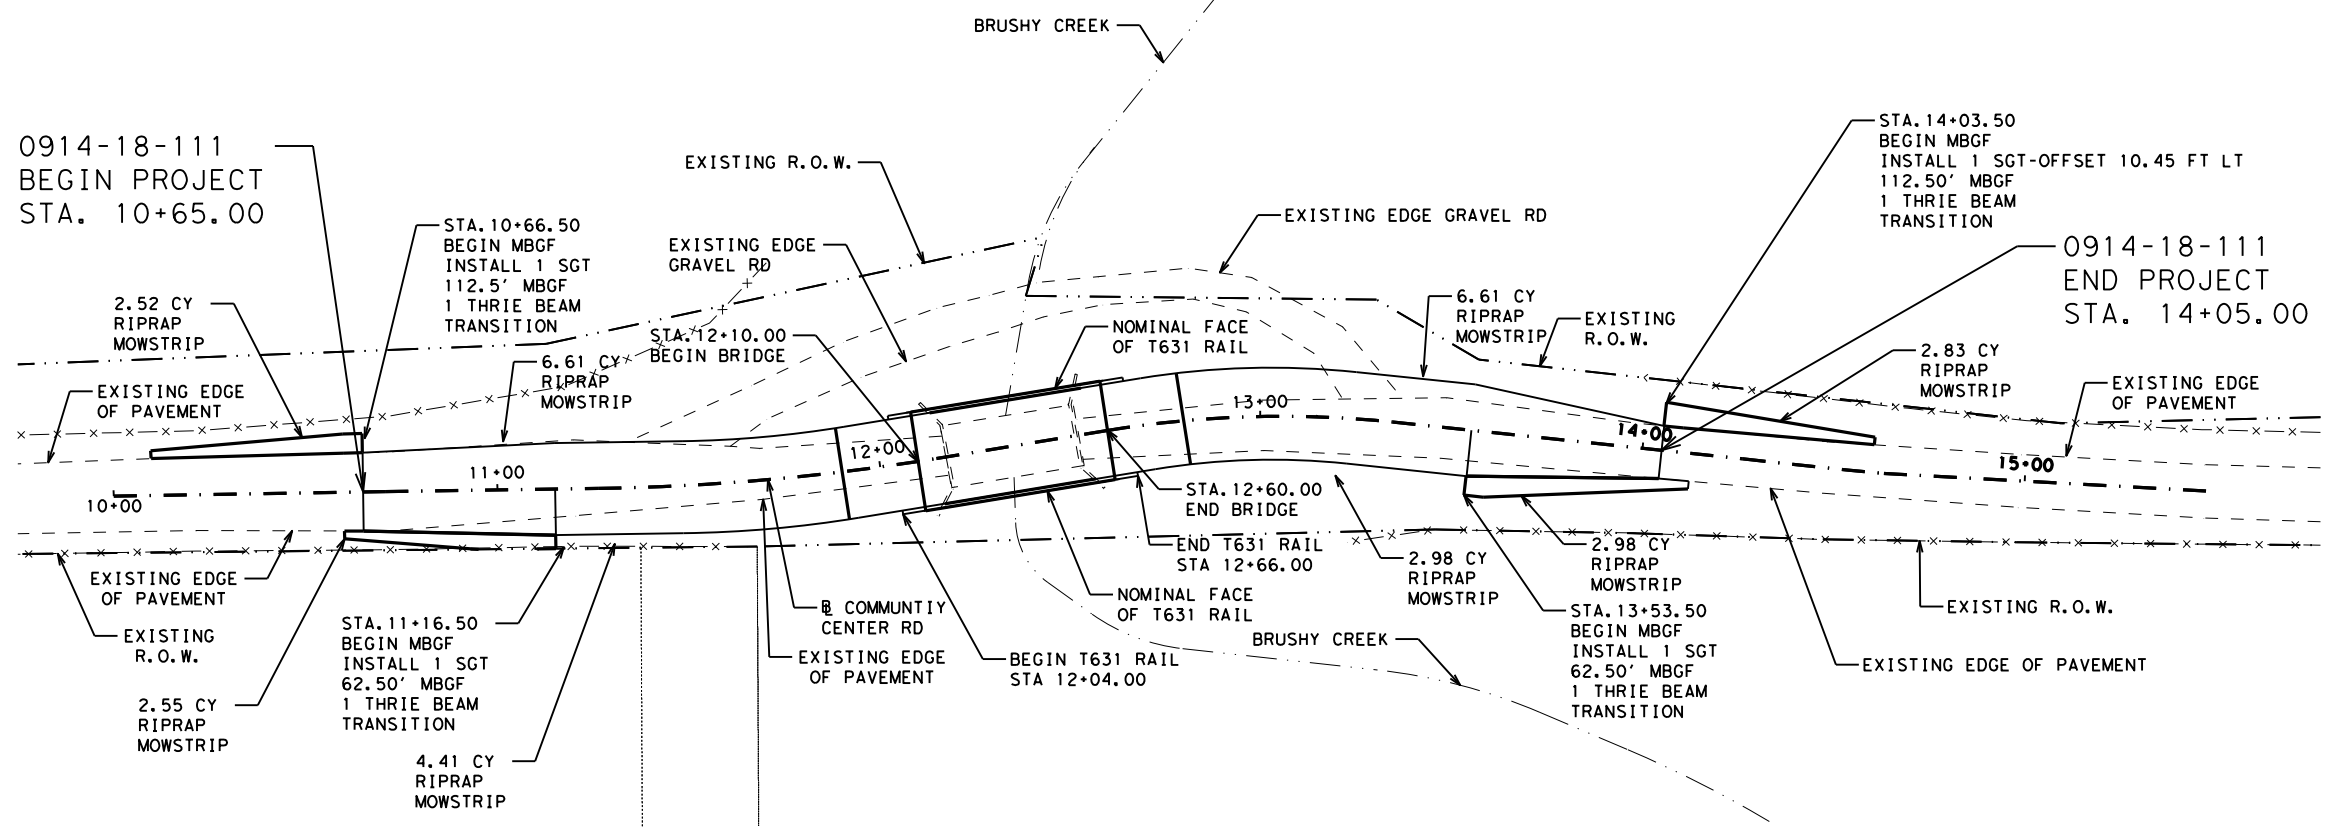 BRUSHY CREEK
0914-18-111
BEGIN PROJECT
STA. 10+65.00
EXISTING R.O.W.
STA.14+03.50
BEGIN MBGF
INSTALL 1 SGT-OFFSET 10.45 FT LT
112.50' MBGF
1 THRIE BEAM
TRANSITION
STA.10+66.50
BEGIN MBGF
INSTALL 1 SGT
112.5' MBGF
1 THRIE BEAM
TRANSITION
EXISTING EDGE
GRAVEL RD
EXISTING EDGE GRAVEL RD
0914-18-111
END PROJECT
STA. 14+05.00
2.52 CY
RIPRAP
MOWSTRIP
STA.12+10.00
BEGIN BRIDGE
NOMINAL FACE
OF T631 RAIL
6.61 CY
RIPRAP
MOWSTRIP
EXISTING
R.O.W.
2.83 CY
RIPRAP
MOWSTRIP
6.61 CY
RIPRAP
MOWSTRIP
EXISTING EDGE
OF PAVEMENT
EXISTING EDGE
OF PAVEMENT
10+00
11+00
12+00
13+00
14+00
15+00
STA.12+60.00
END BRIDGE
END T631 RAIL
STA 12+66.00
2.98 CY
RIPRAP
MOWSTRIP
2.98 CY
RIPRAP
MOWSTRIP
EXISTING EDGE
OF PAVEMENT
EXISTING
R.O.W.
STA.11+16.50
BEGIN MBGF
INSTALL 1 SGT
62.50' MBGF
1 THRIE BEAM
TRANSITION
BL COMMUNTIY
CENTER RD
EXISTING EDGE
OF PAVEMENT
NOMINAL FACE
OF T631 RAIL
BEGIN T631 RAIL
STA 12+04.00
BRUSHY CREEK
STA.13+53.50
BEGIN MBGF
INSTALL 1 SGT
62.50' MBGF
1 THRIE BEAM
TRANSITION
EXISTING R.O.W.
EXISTING EDGE OF PAVEMENT
2.55 CY
RIPRAP
MOWSTRIP
4.41 CY
RIPRAP
MOWSTRIP